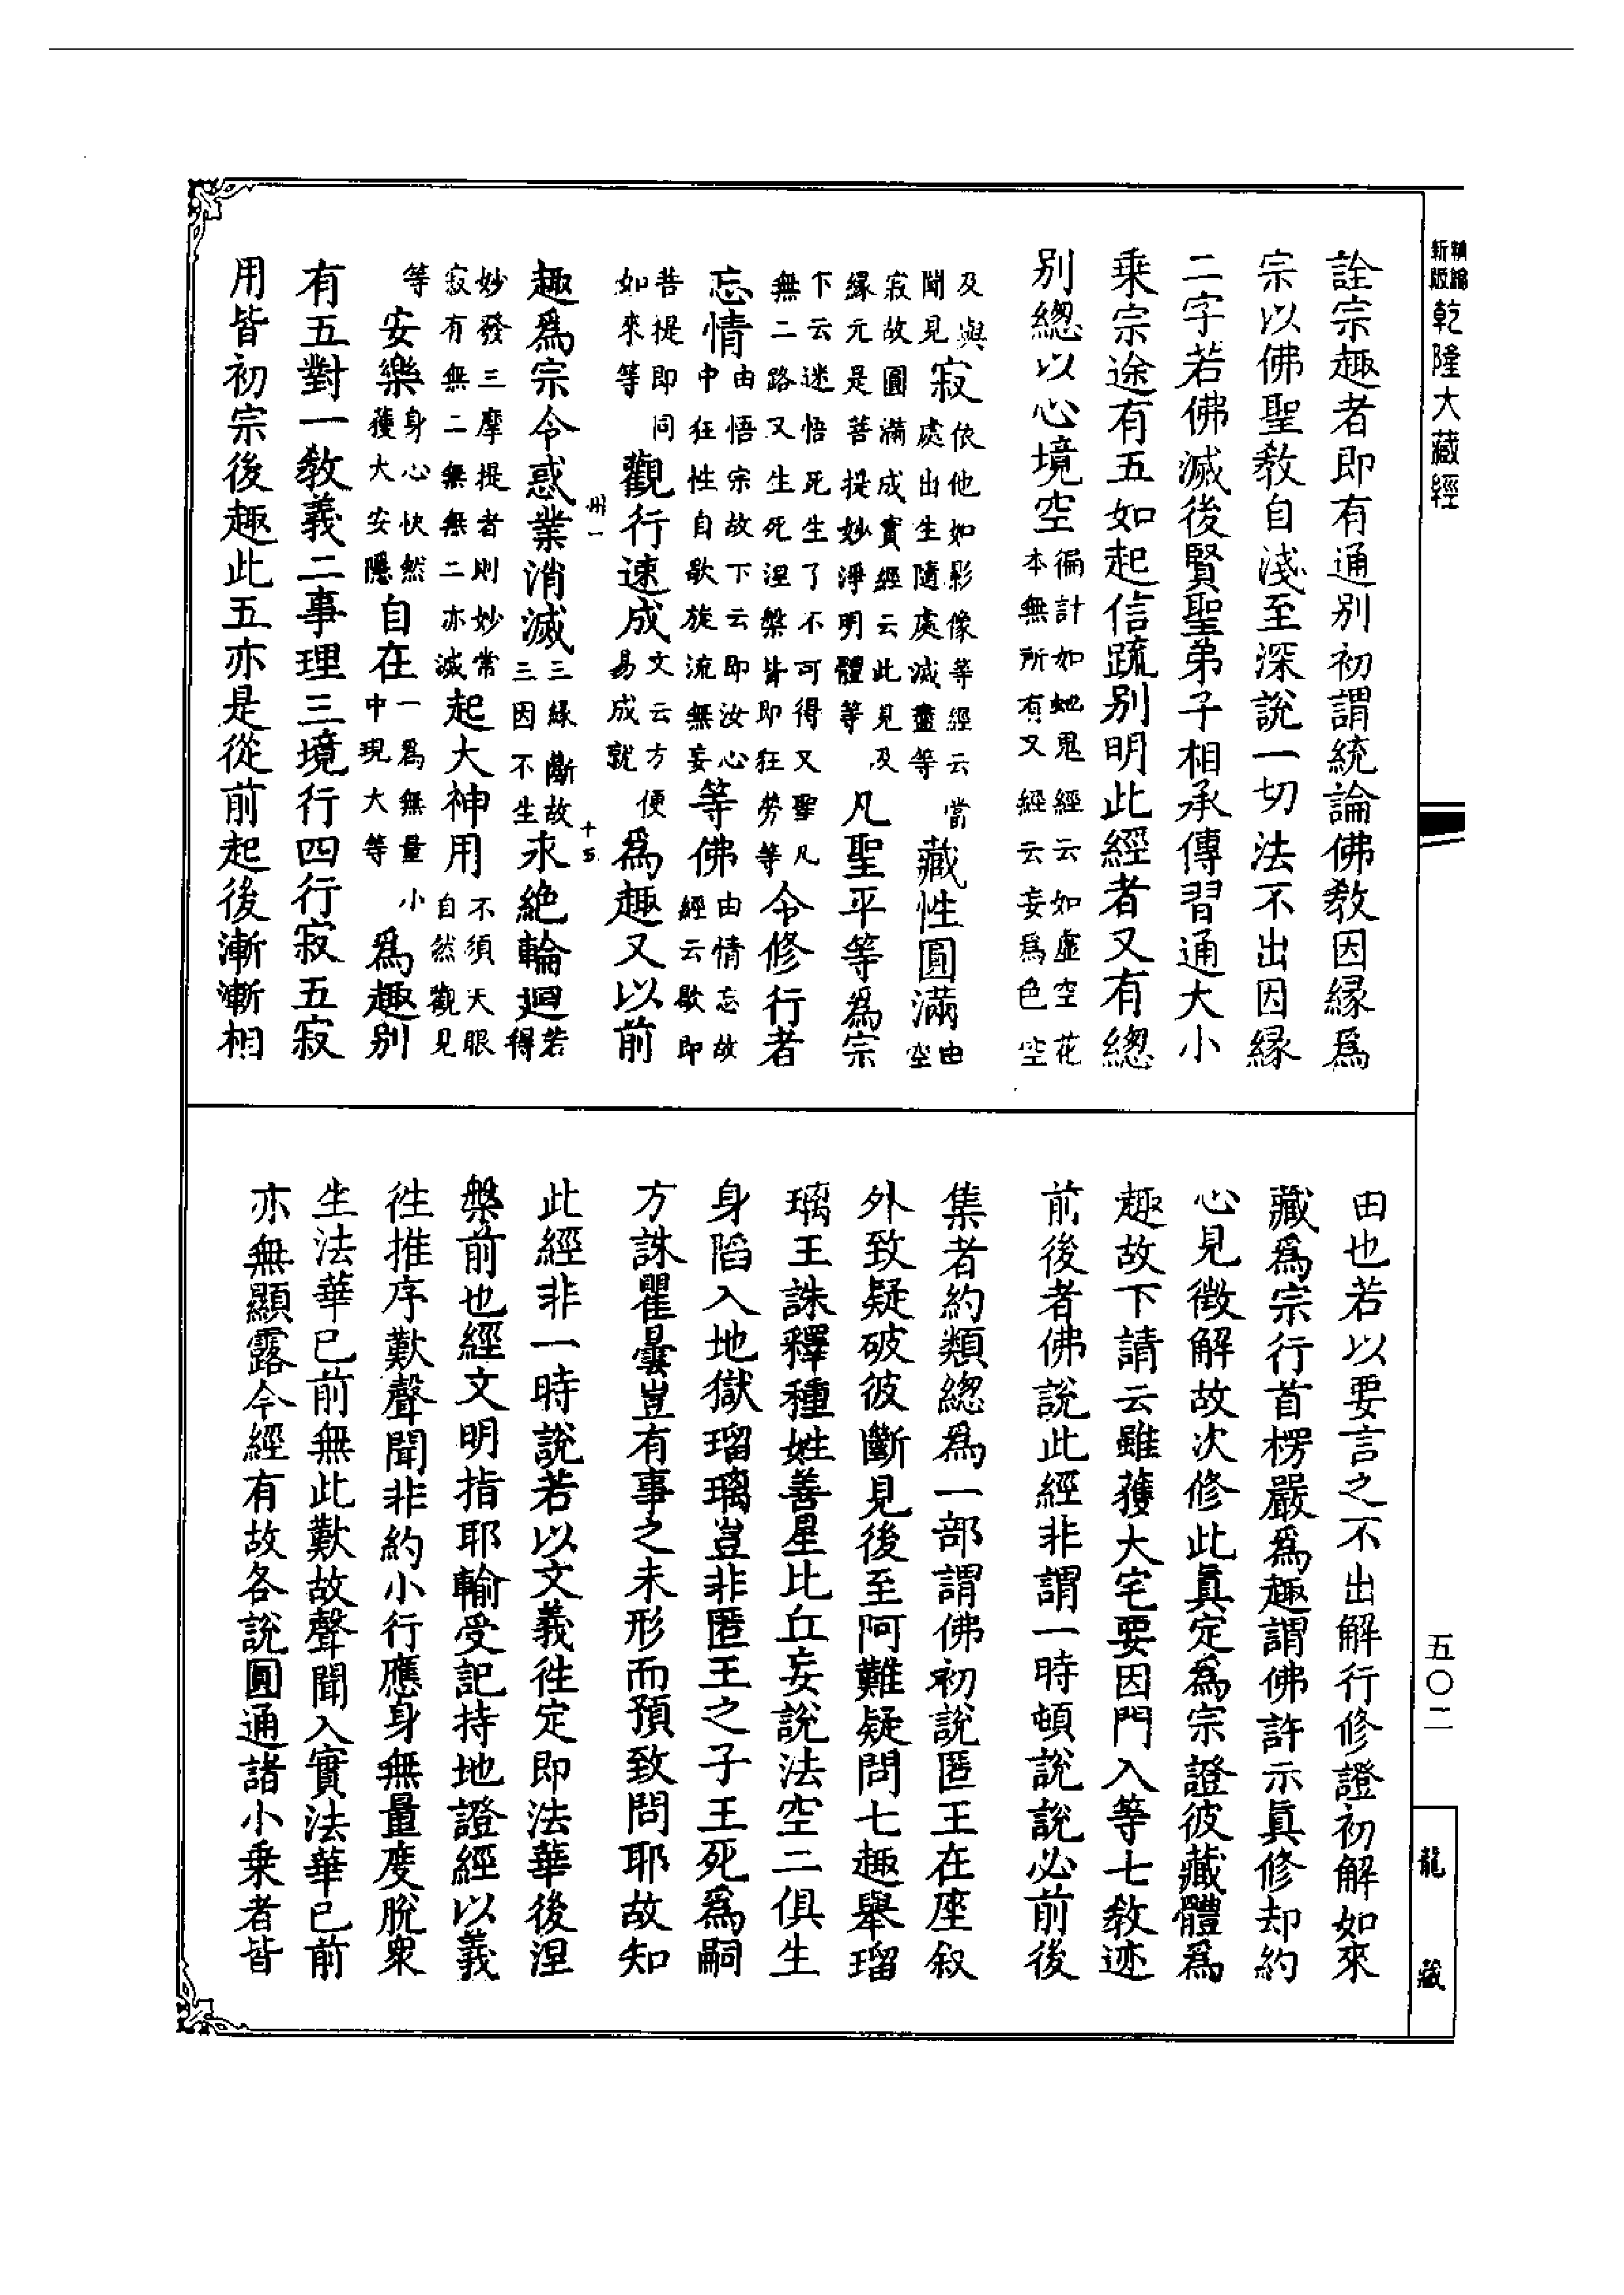 新編新版乾隆大藏經
詮宗趣者即有通別初謂統論佛敎因緣爲
宗以佛聖敎自淺至深說一切法不出因緣
二字若佛滅後賢聖弟子相承傳習通大小
乘宗途有五如起信疏別明此經者又有總
別總以心境空徧計如蛇鬼經云如虛空花本無所有又經云妄爲色空
及與聞見寂依他如影像等經云當處出生隨處滅盡等藏性圓滿由空
寂故圓滿成實經云此見及緣元是菩提妙淨明體等凡聖平等爲宗
下云迷悟死生了不可得又聖凡無二路又生死涅槃皆即狂勞等令修行者
忘情由悟宗故下云即汝心中狂性自歇旋流無妄等佛由情忘故經云歇即
菩提即同如來等觀行速成文云方便易成就爲趣又以前
趣爲宗令惑業消滅三緣斷故三因不生永絕輪迴若得
妙發三摩提者則妙常寂有無二無無二亦滅起大神用不須天眼自然觀見
等安樂身心快然獲大安隱自在一爲無量小中現大等爲趣別
有五對一敎義二事理三境行四行寂五寂
用皆初宗後趣此五亦是從前起後漸漸相
州一
十五
由也若以要言之不出解行修證初解如來
藏爲宗行首楞嚴爲趣謂佛許示眞修却約
心見徵解故次修此眞定爲宗證彼藏體爲
趣故下請云雖獲大宅要因門入等七敎迹
前後者佛說此經非謂一時頓說說必前後
集者約類總爲一部謂佛初說匿王在座叙
外致疑破彼斷見後至阿難疑問七趣舉瑠
璃王誅釋種姓善星比丘妄說法空二俱生
身陷入地獄瑠璃豈非匿王之子王死爲嗣
方誅瞿曇豈有事之未形而預致問耶故知
此經非一時說若以文義徃定即法華後涅
槃前也經文明指耶輸受記持地證經以義
徃推序歎聲聞非約小行應身無量度脫衆
生法華已前無此歎故聲聞入實法華已前
亦無顯露今經有故各說圓通諸小乘者皆
五〇二
龍藏